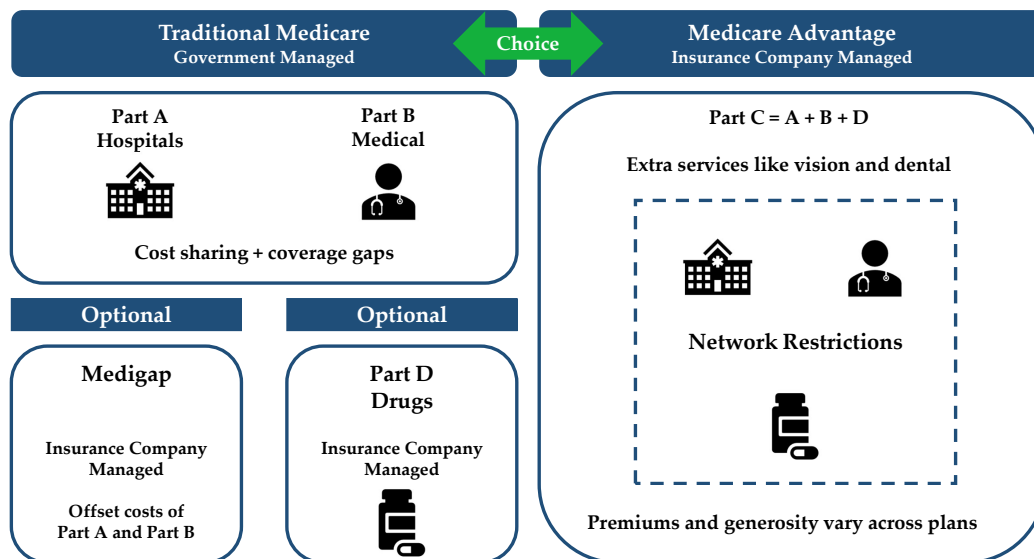 Traditional Medicare
Government Managed
Choice
Medicare Advantage
Insurance Company Managed
Part A
Hospitals
Part B
Medical
Cost sharing + coverage gaps
Optional
Medigap
Insurance Company
Managed
Offset costs of
Part A and Part B
Optional
Part D
Drugs
Insurance Company
Managed
Part C = A + B + D
Extra services like vision and dental
Network Restrictions
Premiums and generosity vary across plans